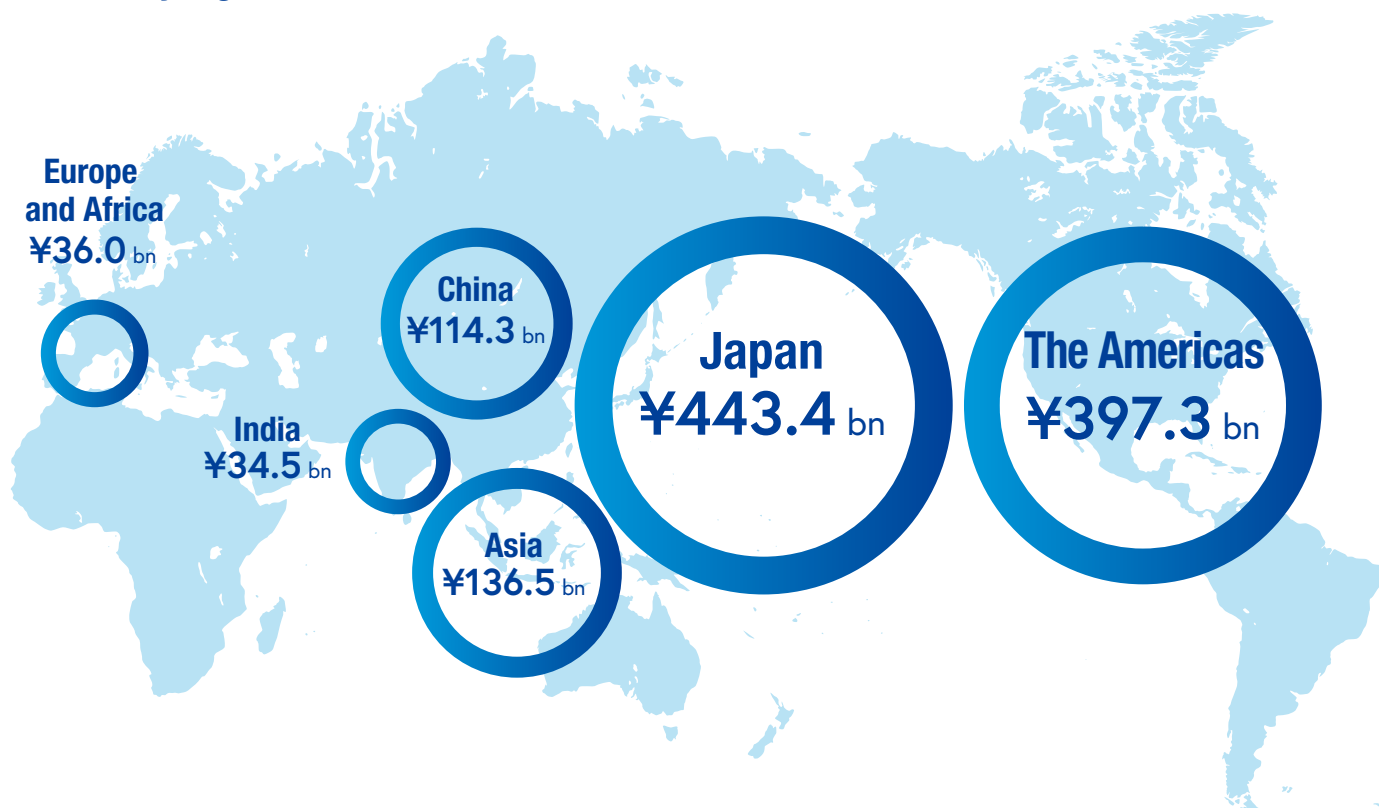 Europe
and Africa
¥36.0 bn
China
¥114.3 bn
India
¥34.5 bn
Asia
¥136.5 bn
Japan
¥443.4 bn
The Americas
¥397.3 bn